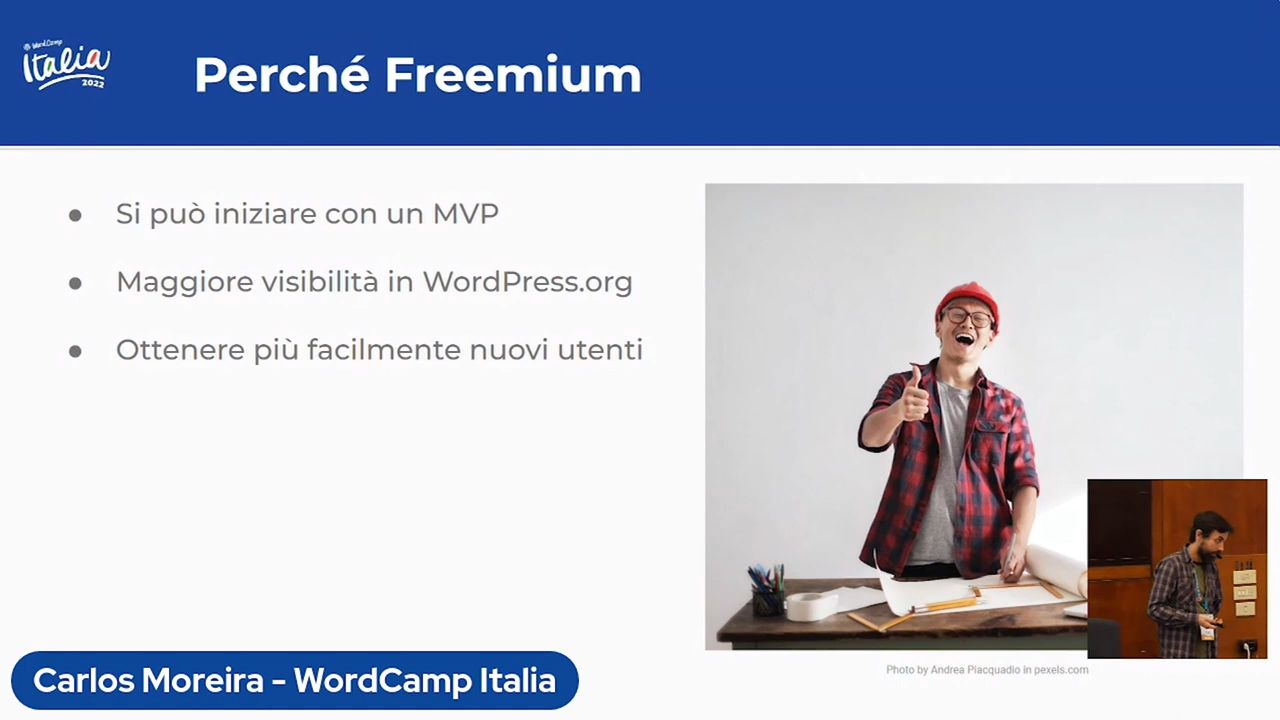 WordCamp
Italia
2022
Perché Freemium
● Si può iniziare con un MVP
● Maggiore visibilità in WordPress.org
● Ottenere più facilmente nuovi utenti
Photo by Andrea Piacquadio in pexels.com
Carlos Moreira - WordCamp Italia